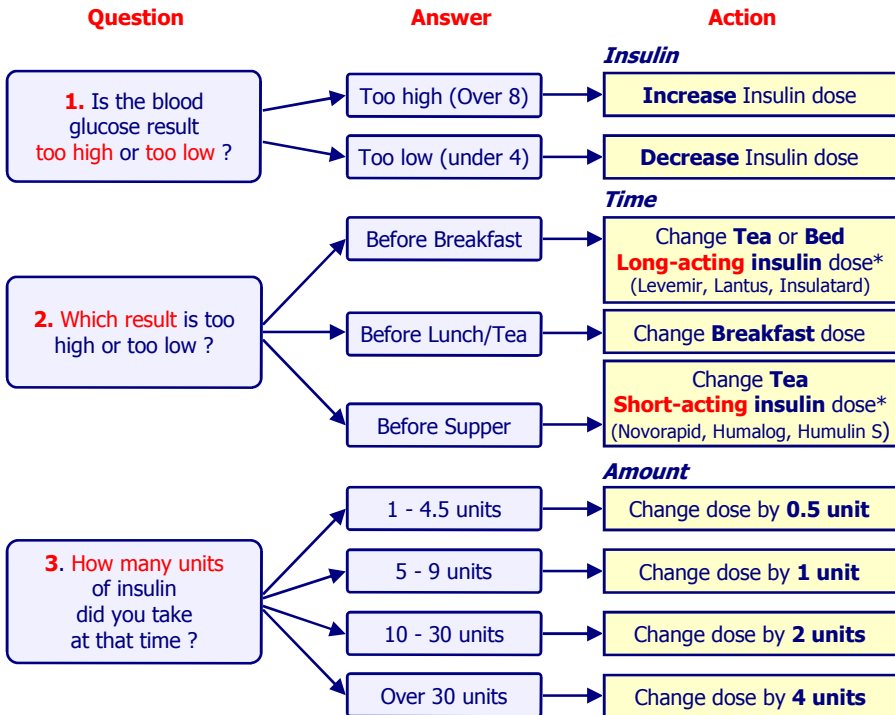 Question
Answer
Action
1. Is the blood
glucose result
too high or too low ?
Too high (Over 8)
Too low (under 4)
Insulin
Increase Insulin dose
Decrease Insulin dose
2. Which result is too
high or too low ?
Before Breakfast
Before Lunch/Tea
Before Supper
Time
Change Tea or Bed
Long-acting insulin dose*
(Levemir, Lantus, Insulatard)
Change Breakfast dose
Change Tea
Short-acting insulin dose*
(Novorapid, Humalog, Humulin S)
3. How many units
of insulin
did you take
at that time ?
1 - 4.5 units
5 - 9 units
10 - 30 units
Over 30 units
Amount
Change dose by 0.5 unit
Change dose by 1 unit
Change dose by 2 units
Change dose by 4 units